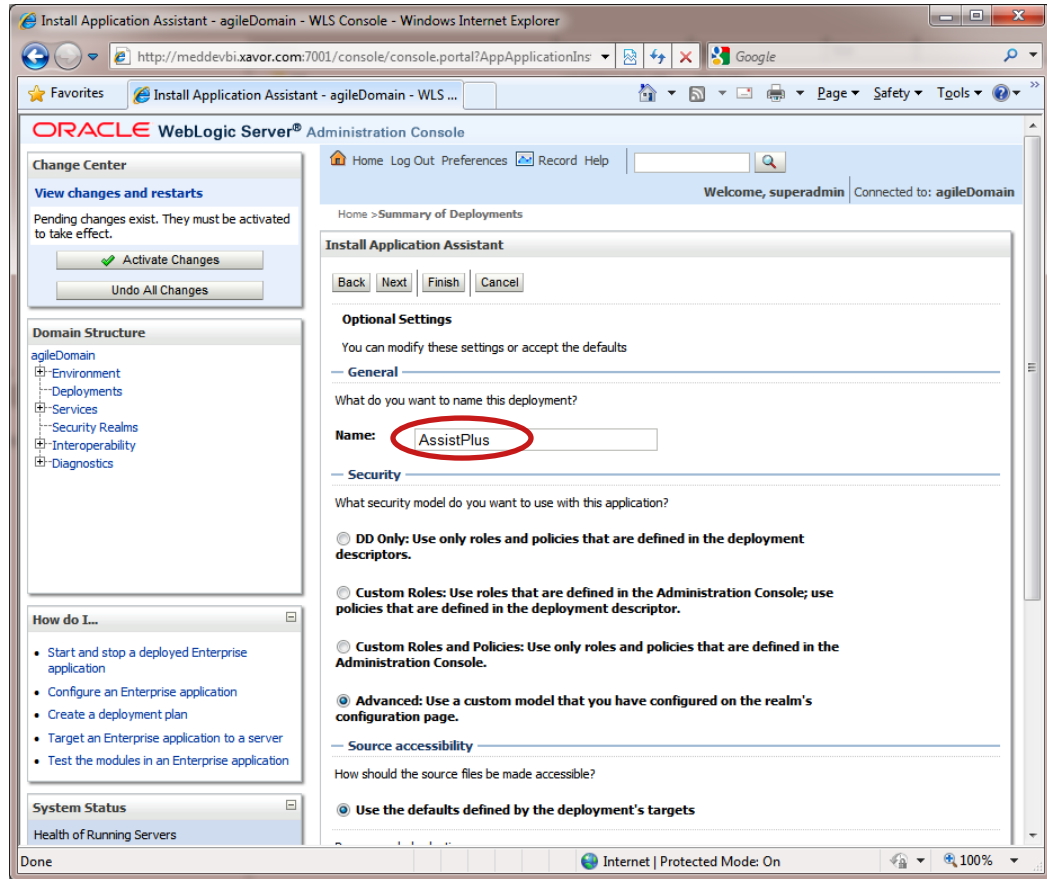 Install Application Assistant - agileDomain - WLS Console - Windows Internet Explorer
http://meddevbi.xavor.com:7001/console/console.portal?AppApplicationIns
Google
Favorites
Install Application Assistant - agileDomain - WLS ...
Page
Safety
Tools
ORACLE WebLogic Server® Administration Console
Change Center
View changes and restarts
Pending changes exist. They must be activated
to take effect.
Activate Changes
Undo All Changes
Domain Structure
agileDomain
Environment
Deployments
Services
Security Realms
Interoperability
Diagnostics
How do I...
Start and stop a deployed Enterprise
application
Configure an Enterprise application
Create a deployment plan
Target an Enterprise application to a server
Test the modules in an Enterprise application
System Status
Health of Running Servers
Home Log Out Preferences Record Help
Welcome, superadmin Connected to: agileDomain
Home >Summary of Deployments
Install Application Assistant
Back Next Finish Cancel
Optional Settings
You can modify these settings or accept the defaults
General
What do you want to name this deployment?
Name: AssistPlus
Security
What security model do you want to use with this application?
DD Only: Use only roles and policies that are defined in the deployment
descriptors.
Custom Roles: Use roles that are defined in the Administration Console; use
policies that are defined in the deployment descriptor.
Custom Roles and Policies: Use only roles and policies that are defined in the
Administration Console.
Advanced: Use a custom model that you have configured on the realm's
configuration page.
Source accessibility
How should the source files be made accessible?
Use the defaults defined by the deployment's targets
Done
Internet | Protected Mode: On
100%